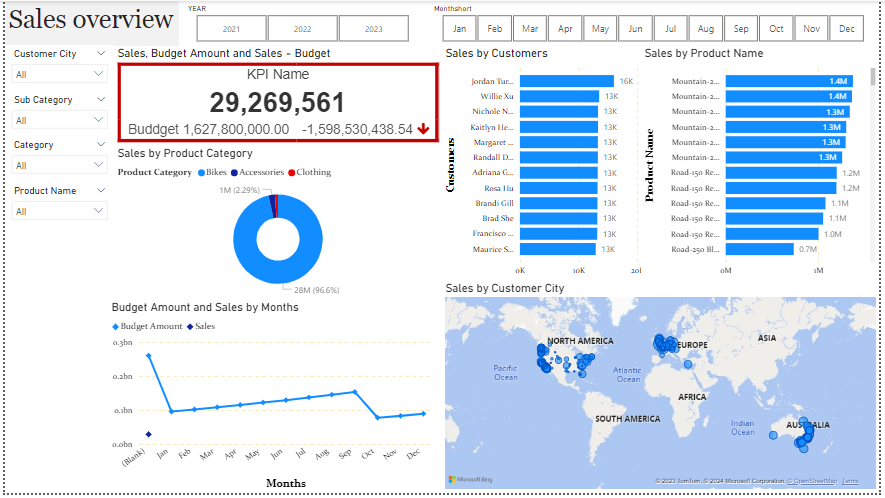 Sales overview
YEAR
2021
2022
2023
Monthshort
Jan
Feb
Mar
Apr
May
Jun
Jul
Aug
Sep
Oct
Nov
Dec
Customer City
All
Sub Category
All
Category
All
Product Name
All
Sales, Budget Amount and Sales - Budget
KPI Name
29,269,561
Buddget 1,627,800,000.00 -1,598,530,438.54
Sales by Product Category
Product Category Bikes Accessories Clothing
1M (2.29%)
28M (96.6%)
Budget Amount and Sales by Months
Budget Amount Sales
0.3bn
0.2bn
0.1bn
0.0bn
(Blank)
Jan
Feb
Mar
Apr
May
Jun
Jul
Aug
Sep
Oct
Nov
Dec
Months
Sales by Customers
Customers
Jordan Tur... 16K
Willie Xu 13K
Nichole N... 13K
Kaitlyn He... 13K
Margaret ... 13K
Randall D... 13K
Adriana G... 13K
Rosa Hu 13K
Brandi Gill 13K
Brad She 13K
Francisco ... 13K
Maurice S... 13K
0K 10K 20
Sales by Product Name
Product Name
Mountain-2... 1.4M
Mountain-2... 1.4M
Mountain-2... 1.3M
Mountain-2... 1.3M
Mountain-2... 1.3M
Mountain-2... 1.3M
Road-150 Re... 1.2M
Road-150 Re... 1.2M
Road-150 Re... 1.1M
Road-150 Re... 1.1M
Road-150 Re... 1.0M
Road-250 Bl... 0.7M
0M 1M
Sales by Customer City
NORTH AMERICA
EUROPE
ASIA
Pacific
Ocean
Atlantic
Ocean
AFRICA
SOUTH AMERICA
Indian
Ocean
AUSTRALIA
Microsoft Bing
© 2023 TomTom, © 2024 Microsoft Corporation, © OpenStreetMap Terms